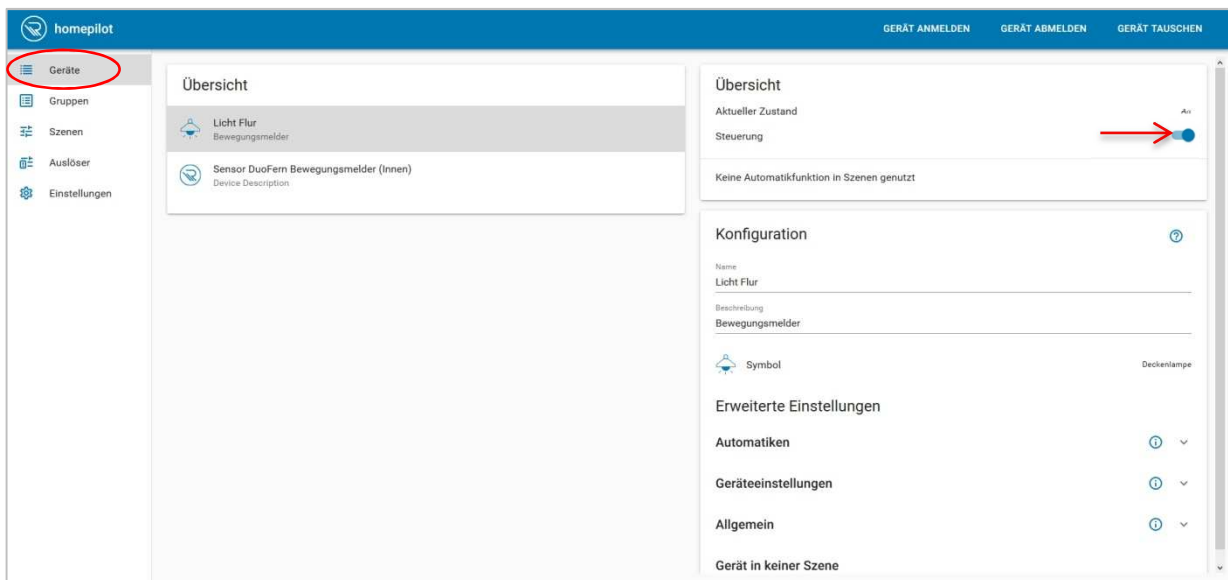 homepilot
GERÄT ANMELDEN GERÄT ABMELDEN GERÄT TAUSCHEN
Geräte
Gruppen
Szenen
Auslöser
Einstellungen
Übersicht
Licht Flur
Bewegungsmelder
Sensor DuoFern Bewegungsmelder (Innen)
Device Description
Übersicht
Aktueller Zustand
Steuerung
Keine Automatikfunktion in Szenen genutzt
Konfiguration
Name
Licht Flur
Beschreibung
Bewegungsmelder
Symbol Deckenlampe
Erweiterte Einstellungen
Automatiken
Geräteeinstellungen
Allgemein
Gerät in keiner Szene